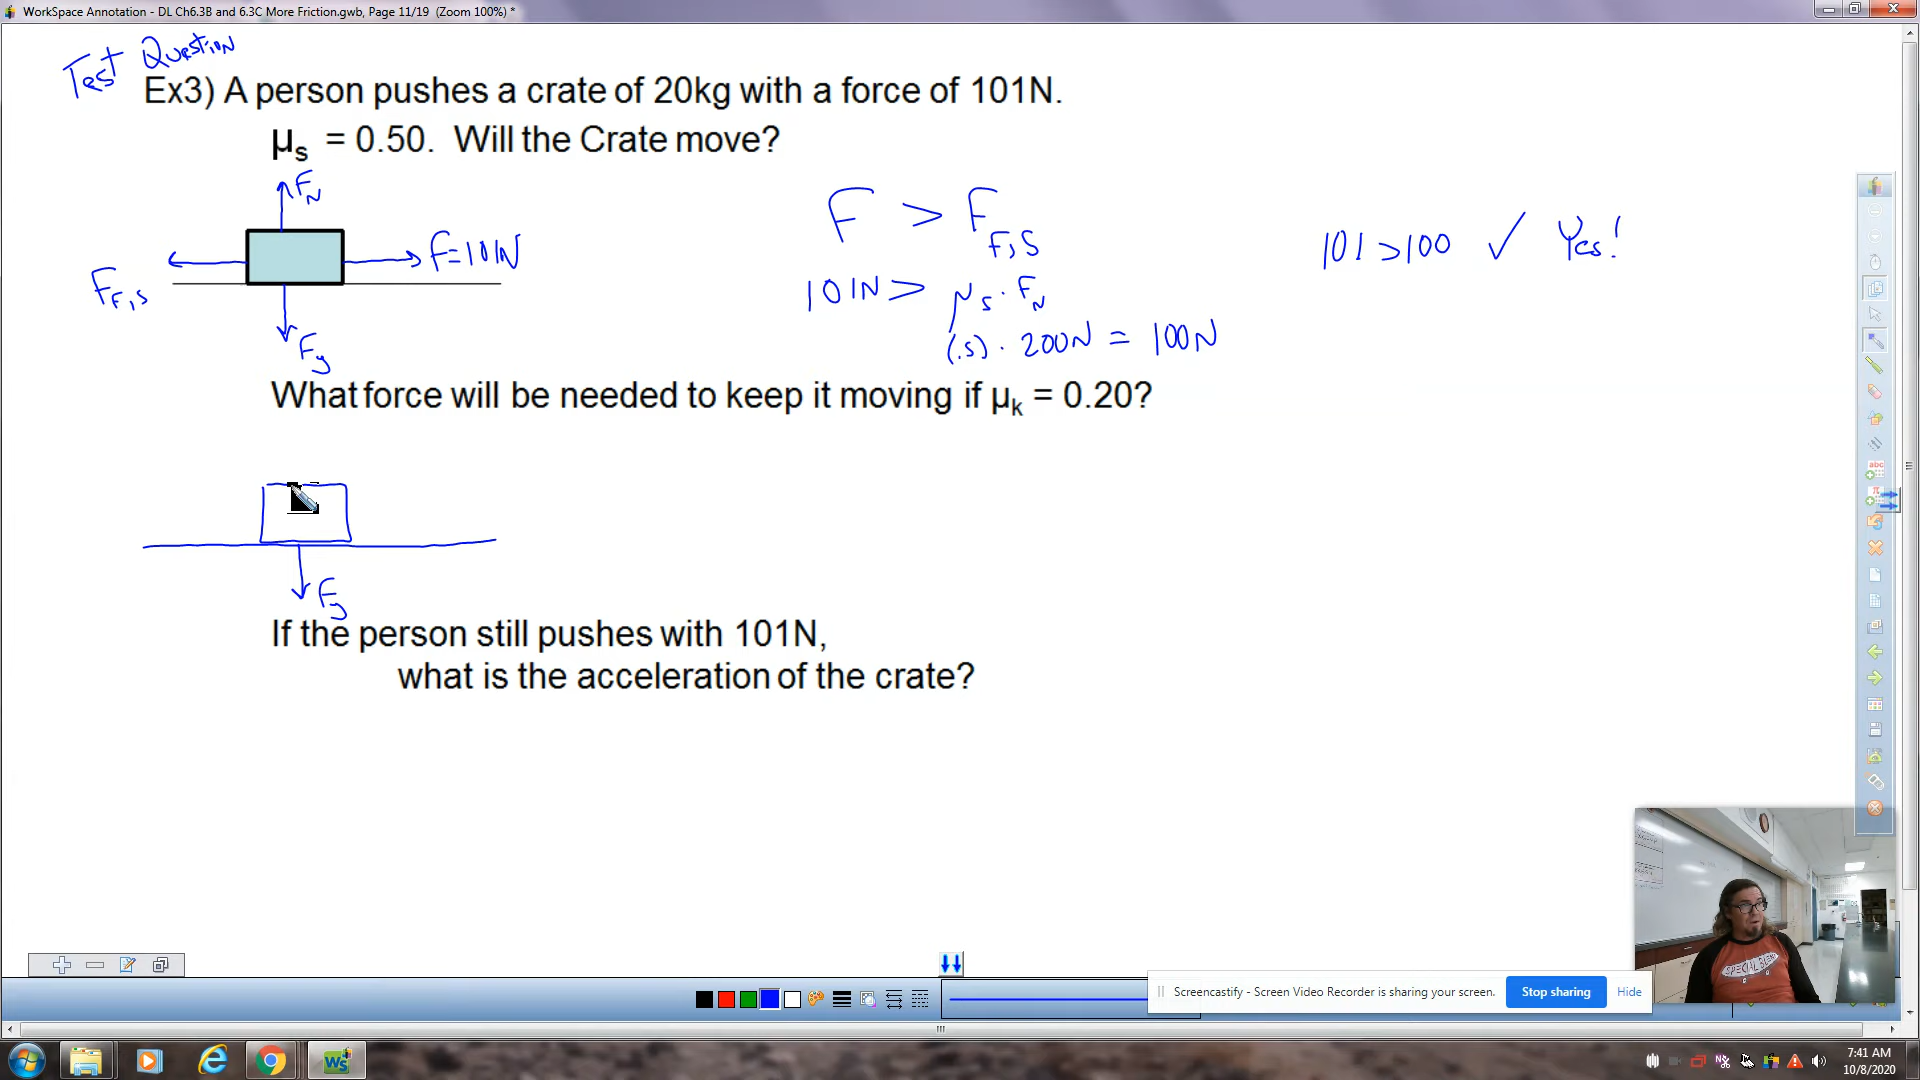 WorkSpace Annotation - DL Ch6.3B and 6.3C More Friction.gwb, Page 11/19 (Zoom 100%) *
Test Question
Ex3) A person pushes a crate of 20kg with a force of 101N.
μs = 0.50. Will the Crate move?
FN
F=101N
FF,S
Fg
F > FF,S
101N > μs · FN
(.5) · 200N = 100N
101 > 100 ✓ Yes!
What force will be needed to keep it moving if μk = 0.20?
Fg
If the person still pushes with 101N,
what is the acceleration of the crate?
abc
π
SPECIAL BLEND
Screencastify - Screen Video Recorder is sharing your screen.
Stop sharing
Hide
WS
7:41 AM
10/8/2020